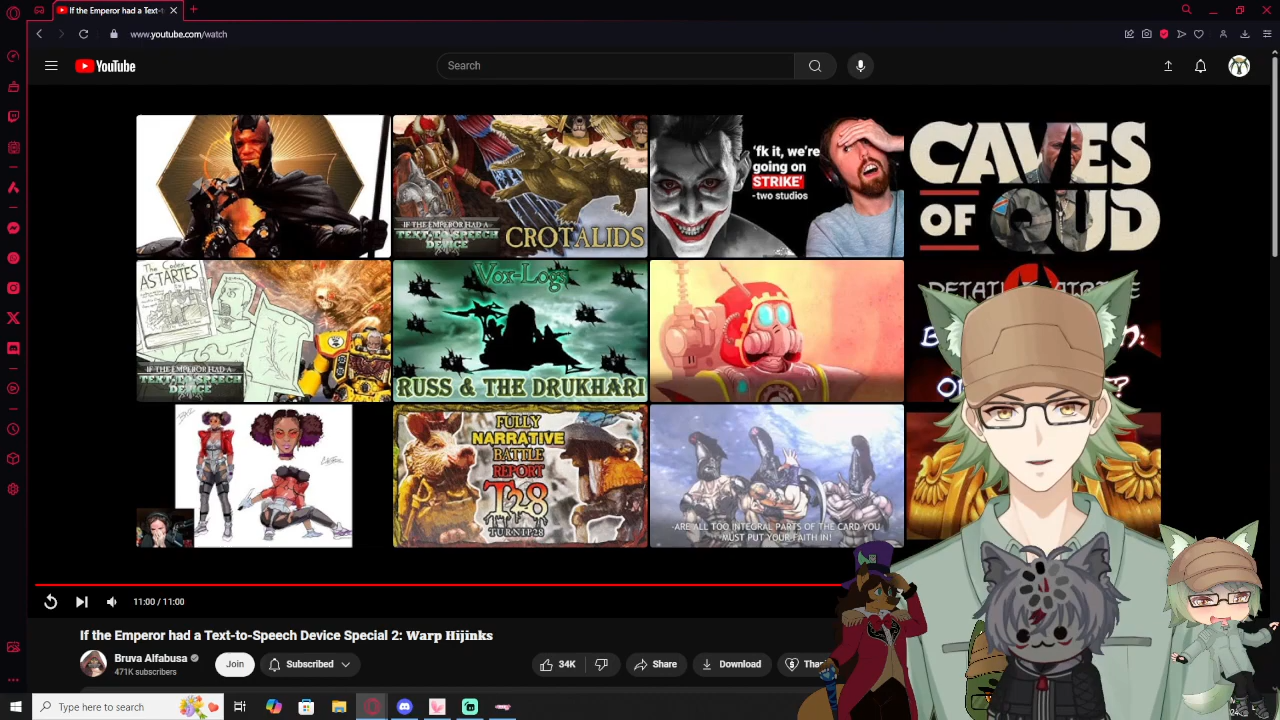 If the Emperor had a Text-
www.youtube.com/watch
YouTube
Search
IF THE EMPEROR HAD A
TEXT-TO-SPEECH
DEVICE
CROTALIDS
'fk it, we're
going on
STRIKE'
- two studios
CAVES
OF QUD
The Codex
ASTARTES
IF THE EMPEROR HAD A
TEXT-TO-SPEECH
DEVICE
Vox-Logs
RUSS & THE DRUKHARI
FULLY
NARRATIVE
BATTLE
REPORT
T28
TURNIP28
-ARE ALL TOO INTEGRAL PARTS OF THE CARD YOU
MUST PUT YOUR FAITH IN!
11:00 / 11:00
If the Emperor had a Text-to-Speech Device Special 2: Warp Hijinks
Bruva Alfabusa
471K subscribers
Join
Subscribed
34K
Share
Download
Type here to search